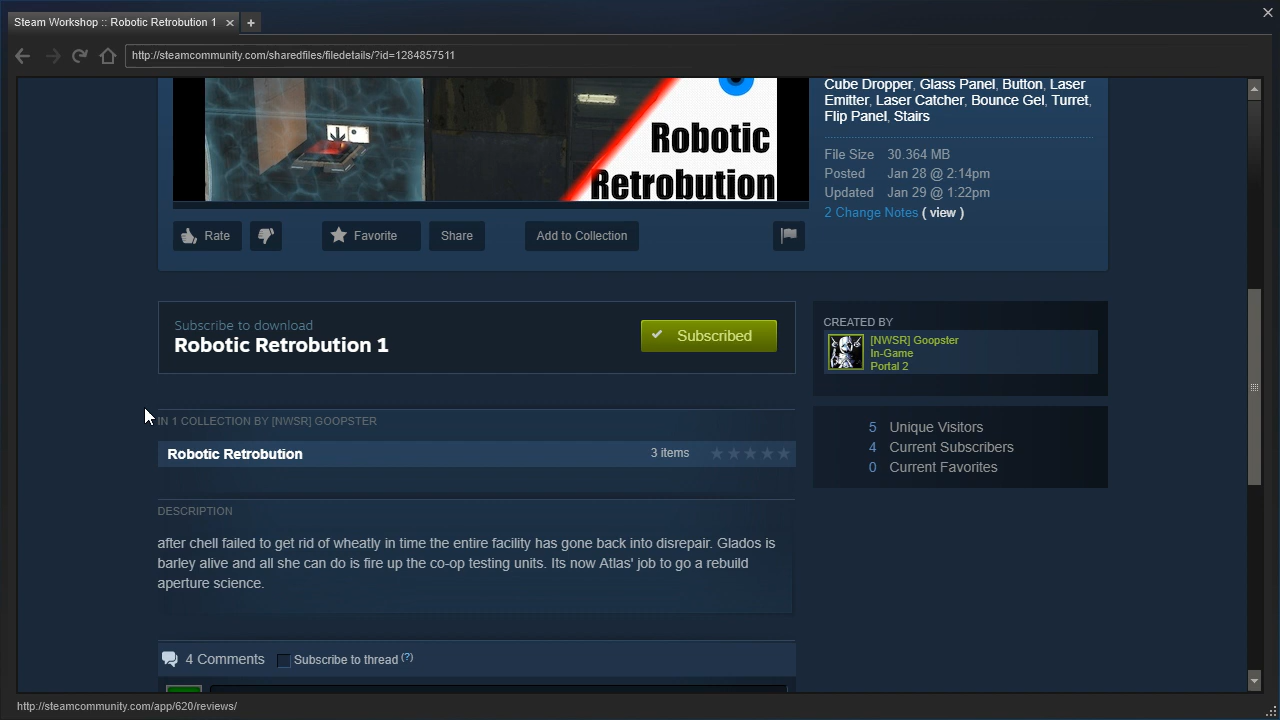 Steam Workshop :: Robotic Retrobution 1
http://steamcommunity.com/sharedfiles/filedetails/?id=1284857511
Robotic
Retrobution
Cube Dropper, Glass Panel, Button, Laser
Emitter, Laser Catcher, Bounce Gel, Turret,
Flip Panel, Stairs
File Size 30.364 MB
Posted Jan 28 @ 2:14pm
Updated Jan 29 @ 1:22pm
2 Change Notes ( view )
Rate Favorite Share Add to Collection
Subscribe to download
Robotic Retrobution 1
Subscribed
CREATED BY
[NWSR] Goopster
In-Game
Portal 2
5 Unique Visitors
4 Current Subscribers
0 Current Favorites
IN 1 COLLECTION BY [NWSR] GOOPSTER
Robotic Retrobution 3 items
DESCRIPTION
after chell failed to get rid of wheatly in time the entire facility has gone back into disrepair. Glados is
barley alive and all she can do is fire up the co-op testing units. Its now Atlas' job to go a rebuild
aperture science.
4 Comments Subscribe to thread (?)
http://steamcommunity.com/app/620/reviews/